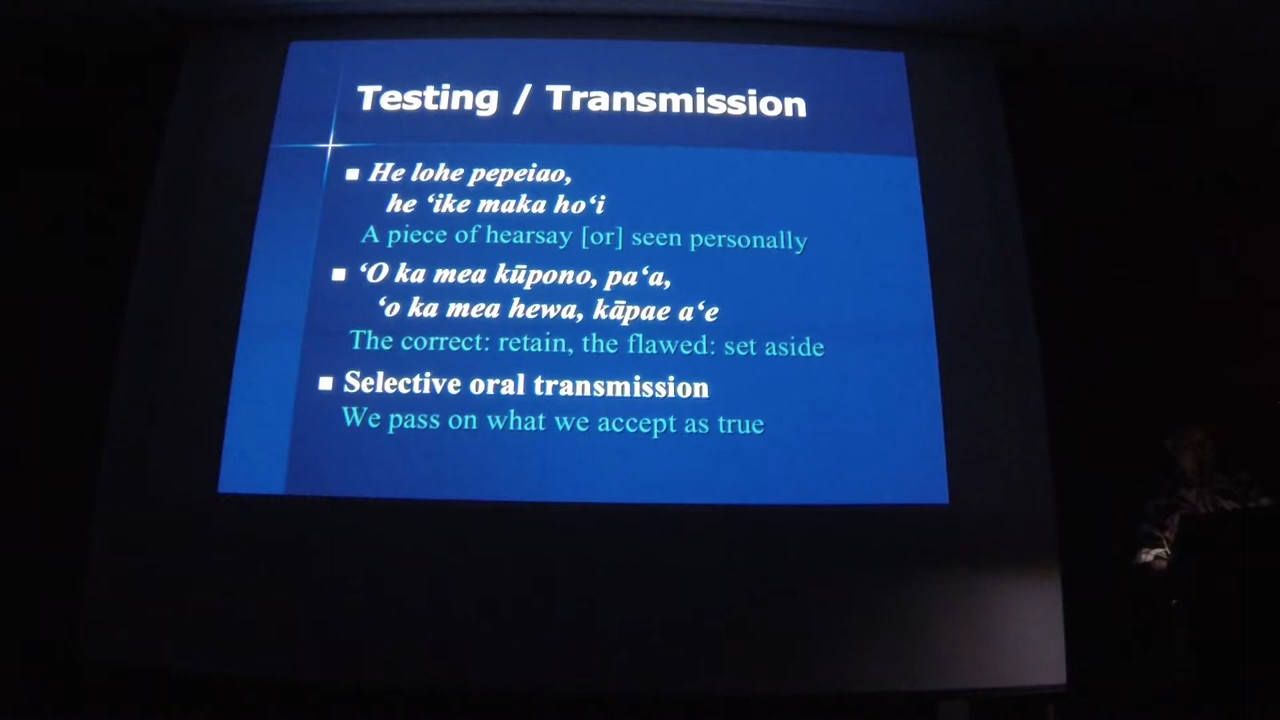 Testing / Transmission
■ He lohe pepeiao,
he ʻike maka hoʻi
A piece of hearsay [or] seen personally
■ ʻO ka mea kūpono, paʻa,
ʻo ka mea hewa, kāpae aʻe
The correct: retain, the flawed: set aside
■ Selective oral transmission
We pass on what we accept as true